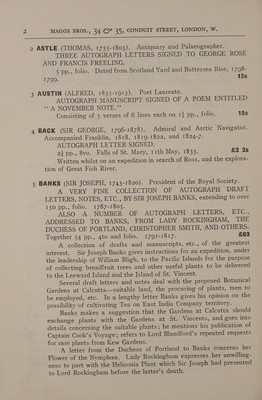 2 MAGGS BROS., 34 & 35, CONDUIT STREET, LONDON, W.
2 ASTLE (THOMAS, 1735-1803). Antiquary and Palaeographer.
THREE AUTOGRAPH LETTERS SIGNED TO GEORGE ROSE
AND FRANCIS FREELING.
5 pp., folio. Dated from Scotland Yard and Battersea Rise, 1798-
1799. 15s
3 AUSTIN (ALFRED, 1835-1913). Poet Laureate.
AUTOGRAPH MANUSCRIPT SIGNED OF A POEM ENTITLED
"A NOVEMBER NOTE."
Consisting of 5 verses of 6 lines each on 1½ pp., folio. 18s
4 BACK (SIR GEORGE, 1796-1878). Admiral and Arctic Navigator.
Accompanied Franklin, 1818, 1819-1822, and 1824-7.
AUTOGRAPH LETTER SIGNED.
2½ pp., 8vo. Falls of St. Mary, 11th May, 1833. £2 2s
Written whilst on an expedition in search of Ross, and the explora-
tion of Great Fish River.
5 BANKS (SIR JOSEPH, 1743-1820). President of the Royal Society.
A VERY FINE COLLECTION OF AUTOGRAPH DRAFT
LETTERS, NOTES, ETC., BY SIR JOSEPH BANKS, extending to over
150 pp., folio. 1787-1805.
ALSO A NUMBER OF AUTOGRAPH LETTERS, ETC.,
ADDRESSED TO BANKS, FROM LADY ROCKINGHAM, THE
DUCHESS OF PORTLAND, CHRISTOPHER SMITH, AND OTHERS.
Together 54 pp., 4to and folio. 1791-1817. £63
A collection of drafts and manuscripts, etc., of the greatest
interest. Sir Joseph Banks gives instructions for an expedition, under
the leadership of William Bligh, to the Pacific Islands for the purpose
of collecting breadfruit trees and other useful plants to be delivered
to the Leeward Island and the Island of St. Vincent.
Several draft letters and notes deal with the proposed Botanical
Gardens at Calcutta—suitable land, the procuring of plants, men to
be employed, etc. In a lengthy letter Banks gives his opinion on the
possibility of cultivating Tea on East India Company territory.
Banks makes a suggestion that the Gardens at Calcutta should
exchange plants with the Gardens at St. Vincents, and goes into
details concerning the suitable plants; he mentions his publication of
Captain Cook's Voyage; refers to Lord Blandford's repeated requests
for rare plants from Kew Gardens.
A letter from the Duchess of Portland to Banks concerns her
Flower of the Nymphæa. Lady Rockingham expresses her unwilling-
ness to part with the Heliconia Plant which Sir Joseph had presented
to Lord Rockingham before the latter's death.